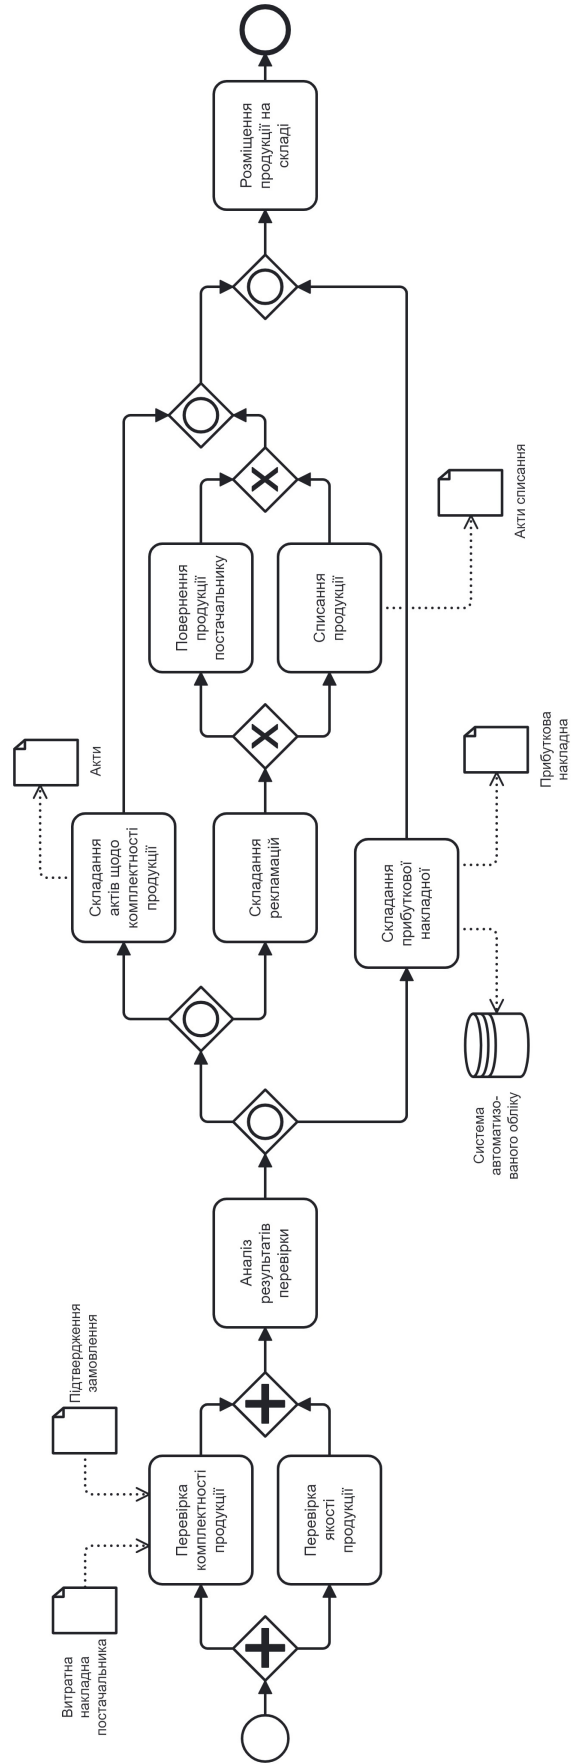 Витратна
накладна
постачальника
Підтвердження
замовлення
Перевірка
комплектності
продукції
Перевірка
якості
продукції
Аналіз
результатів
перевірки
Складання
актів щодо
комплектності
продукції
Акти
Складання
рекламацій
Складання
прибуткової
накладної
Система
автоматизо-
ваного обліку
Прибуткова
накладна
Повернення
продукції
постачальнику
Списання
продукції
Акти списання
Розміщення
продукції на
складі